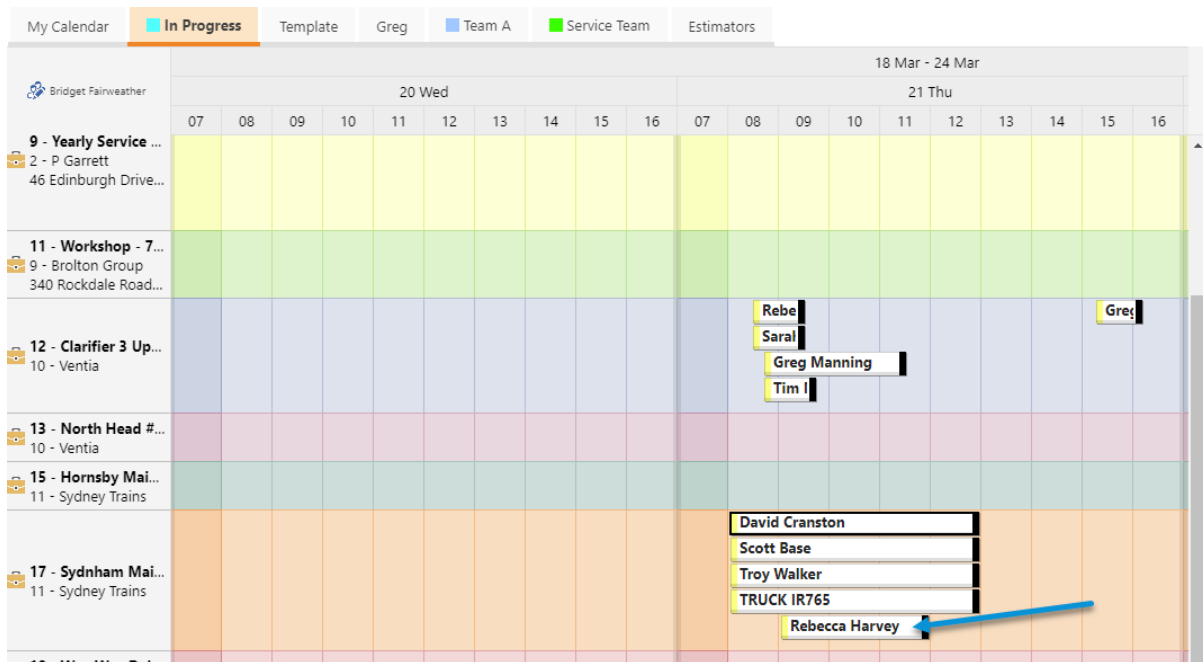 My Calendar In Progress Template Greg Team A Service Team Estimators
18 Mar - 24 Mar
Bridget Fairweather 20 Wed 21 Thu
07 08 09 10 11 12 13 14 15 16 07 08 09 10 11 12 13 14 15 16
9 - Yearly Service ...
2 - P Garrett
46 Edinburgh Drive...
11 - Workshop - 7...
9 - Brolton Group
340 Rockdale Road...
Rebe Greg
Sarah
12 - Clarifier 3 Up...
10 - Ventia
Greg Manning
Tim
13 - North Head #...
10 - Ventia
15 - Hornsby Mai...
11 - Sydney Trains
David Cranston
Scott Base
17 - Sydnham Mai...
11 - Sydney Trains
Troy Walker
TRUCK IR765
Rebecca Harvey